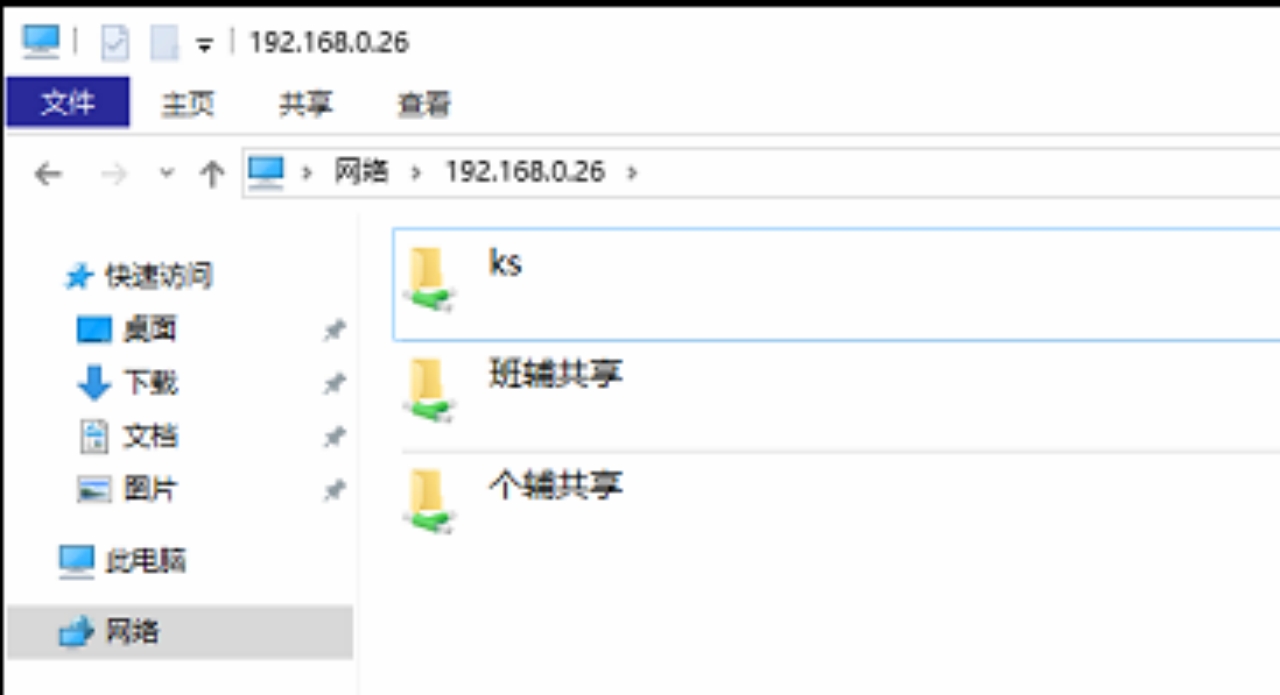 192.168.0.26
文件 主页 共享 查看
网络 192.168.0.26
快速访问
桌面
下载
文档
图片
此电脑
网络
ks
班辅共享
个辅共享